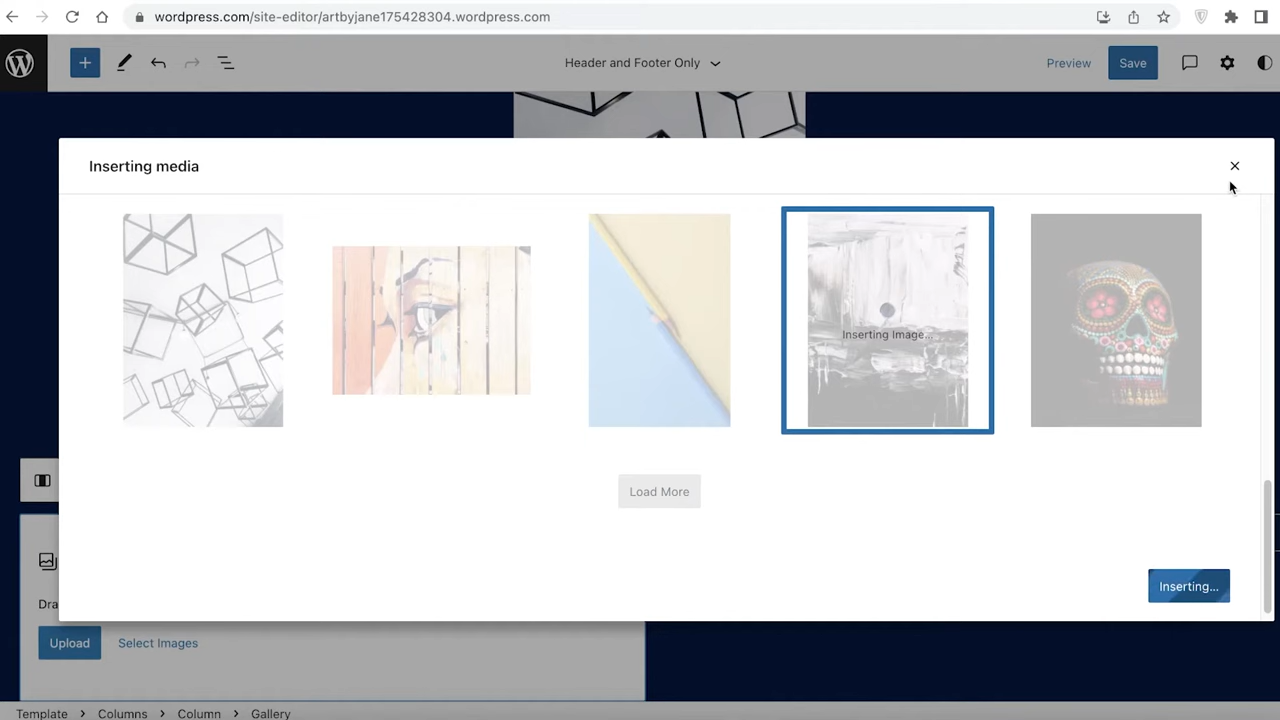 wordpress.com/site-editor/artbyjane175428304.wordpress.com
Header and Footer Only
Preview
Save
Inserting media
Inserting Image...
Load More
Inserting...
Dra
Upload
Select Images
Template > Columns > Column > Gallery